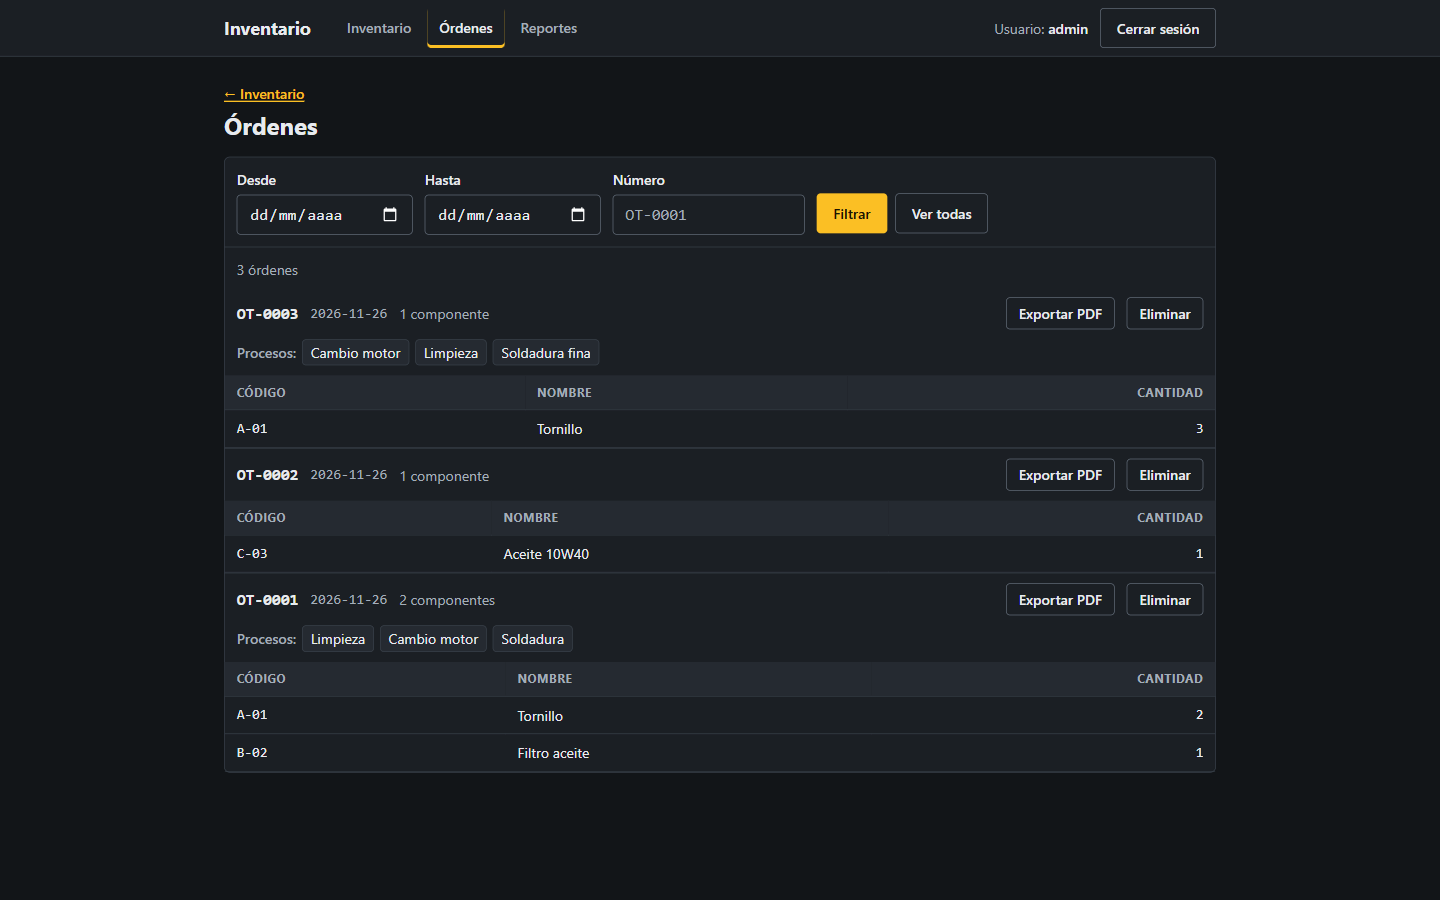 Inventario Inventario Órdenes Reportes Usuario: admin Cerrar sesión
← Inventario
Órdenes
Desde Hasta Número
dd/mm/aaaa dd/mm/aaaa OT-0001 Filtrar Ver todas
3 órdenes
OT-0003 2026-11-26 1 componente Exportar PDF Eliminar
Procesos: Cambio motor Limpieza Soldadura fina
CÓDIGO NOMBRE CANTIDAD
A-01 Tornillo 3
OT-0002 2026-11-26 1 componente Exportar PDF Eliminar
CÓDIGO NOMBRE CANTIDAD
C-03 Aceite 10W40 1
OT-0001 2026-11-26 2 componentes Exportar PDF Eliminar
Procesos: Limpieza Cambio motor Soldadura
CÓDIGO NOMBRE CANTIDAD
A-01 Tornillo 2
B-02 Filtro aceite 1